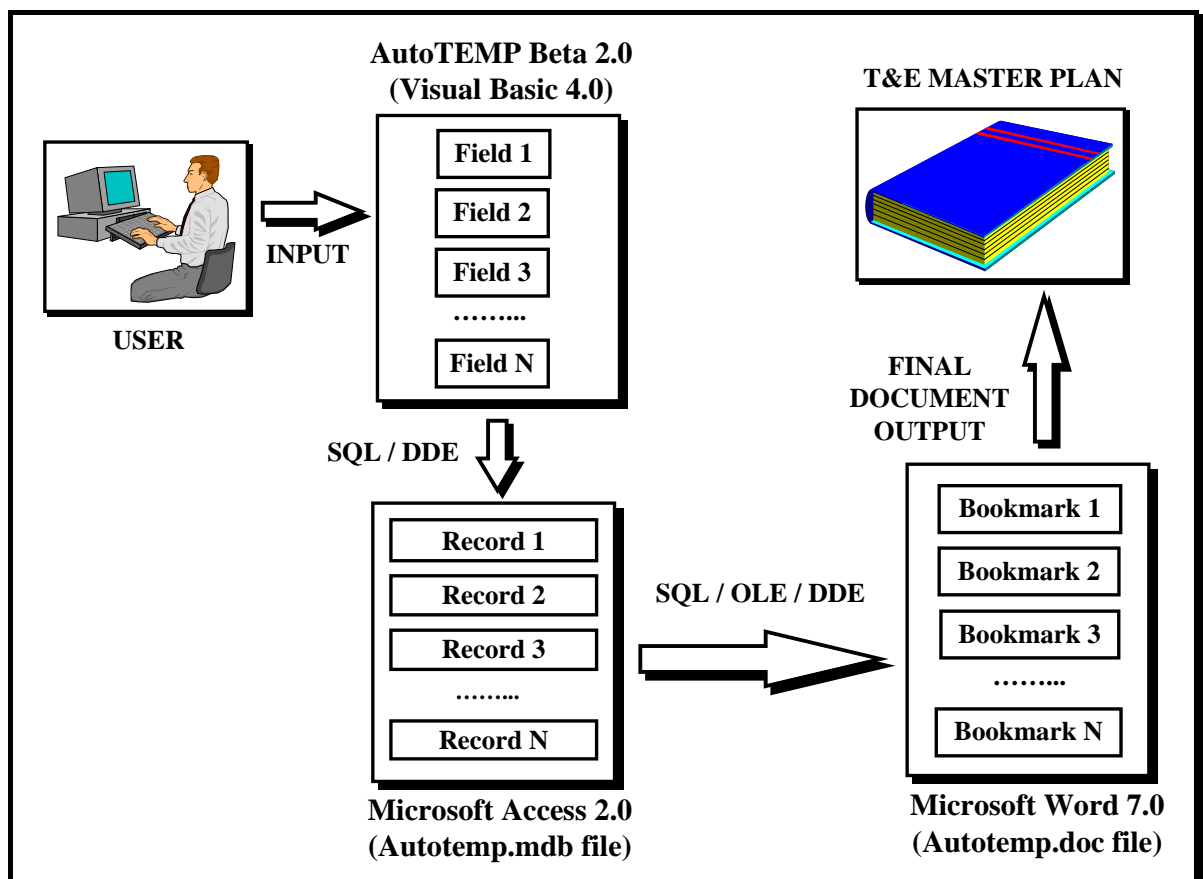 AutoTEMP Beta 2.0
(Visual Basic 4.0)
T&E MASTER PLAN
Field 1
Field 2
Field 3
……...
Field N
INPUT
USER
SQL / DDE
Record 1
Record 2
Record 3
……...
Record N
Microsoft Access 2.0
(Autotemp.mdb file)
SQL / OLE / DDE
FINAL
DOCUMENT
OUTPUT
Bookmark 1
Bookmark 2
Bookmark 3
……...
Bookmark N
Microsoft Word 7.0
(Autotemp.doc file)